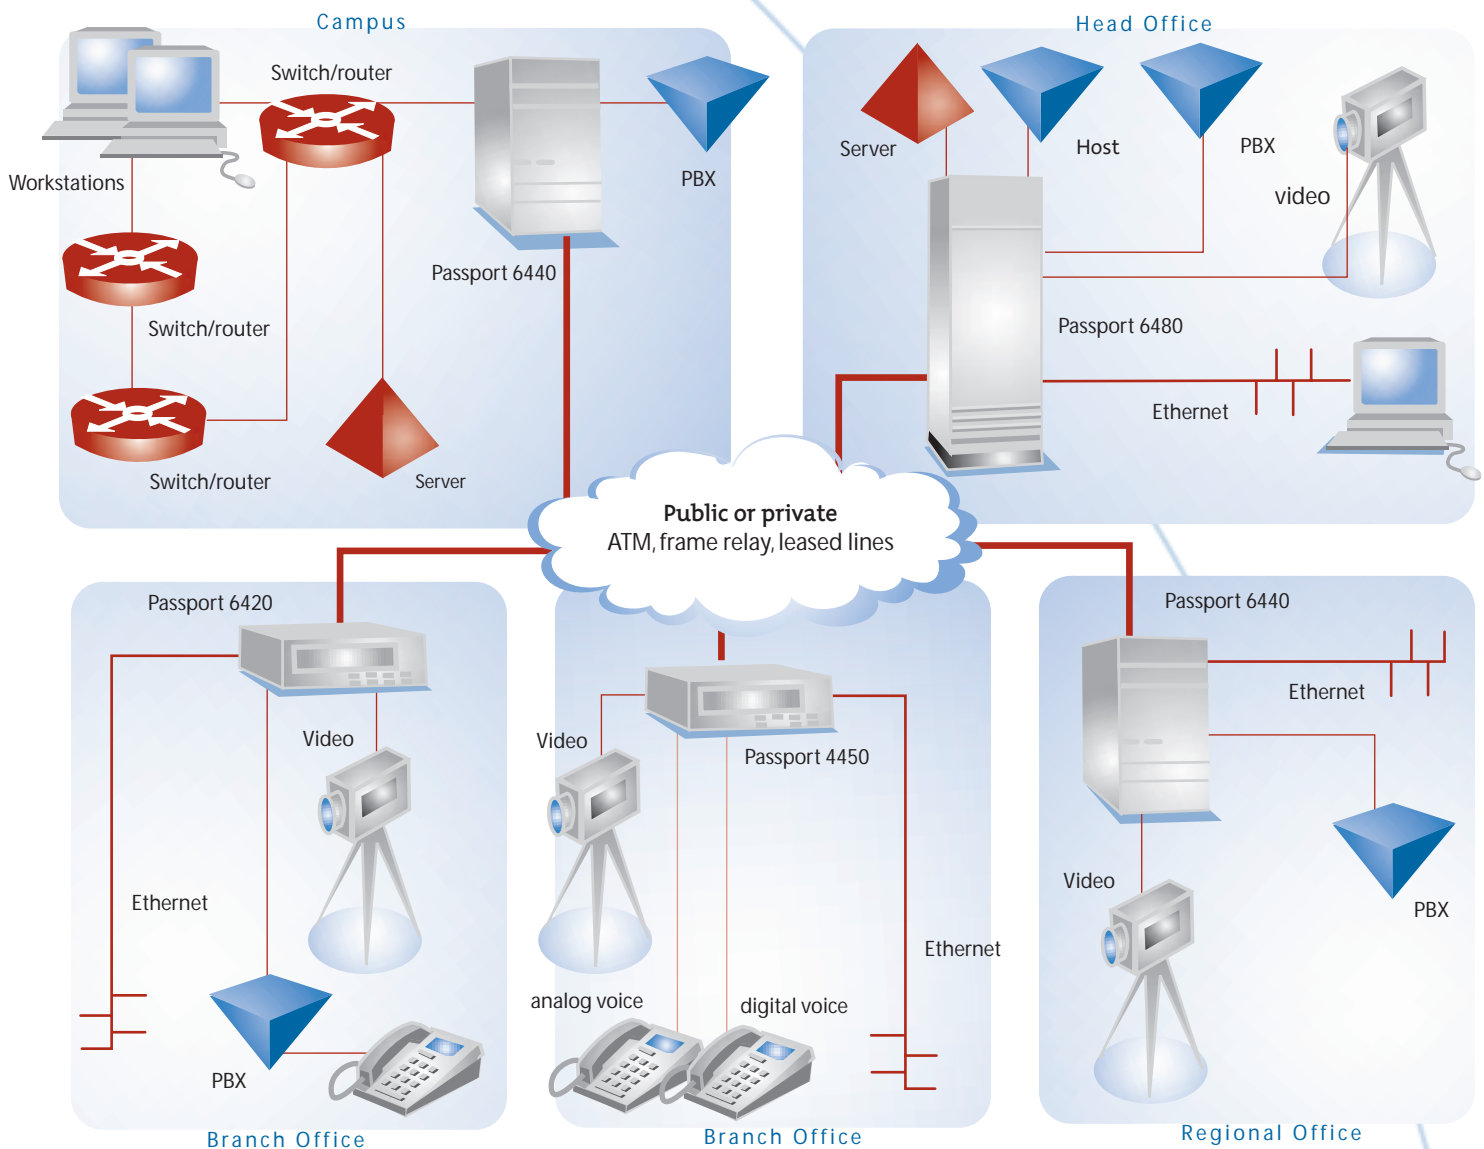 Campus
Switch/router
Workstations
PBX
Passport 6440
Switch/router
Switch/router
Server
Head Office
Server
Host
PBX
video
Passport 6480
Ethernet
Public or private
ATM, frame relay, leased lines
Passport 6420
Video
Ethernet
PBX
Branch Office
Video
Passport 4450
Ethernet
analog voice
digital voice
Branch Office
Passport 6440
Ethernet
Video
PBX
Regional Office